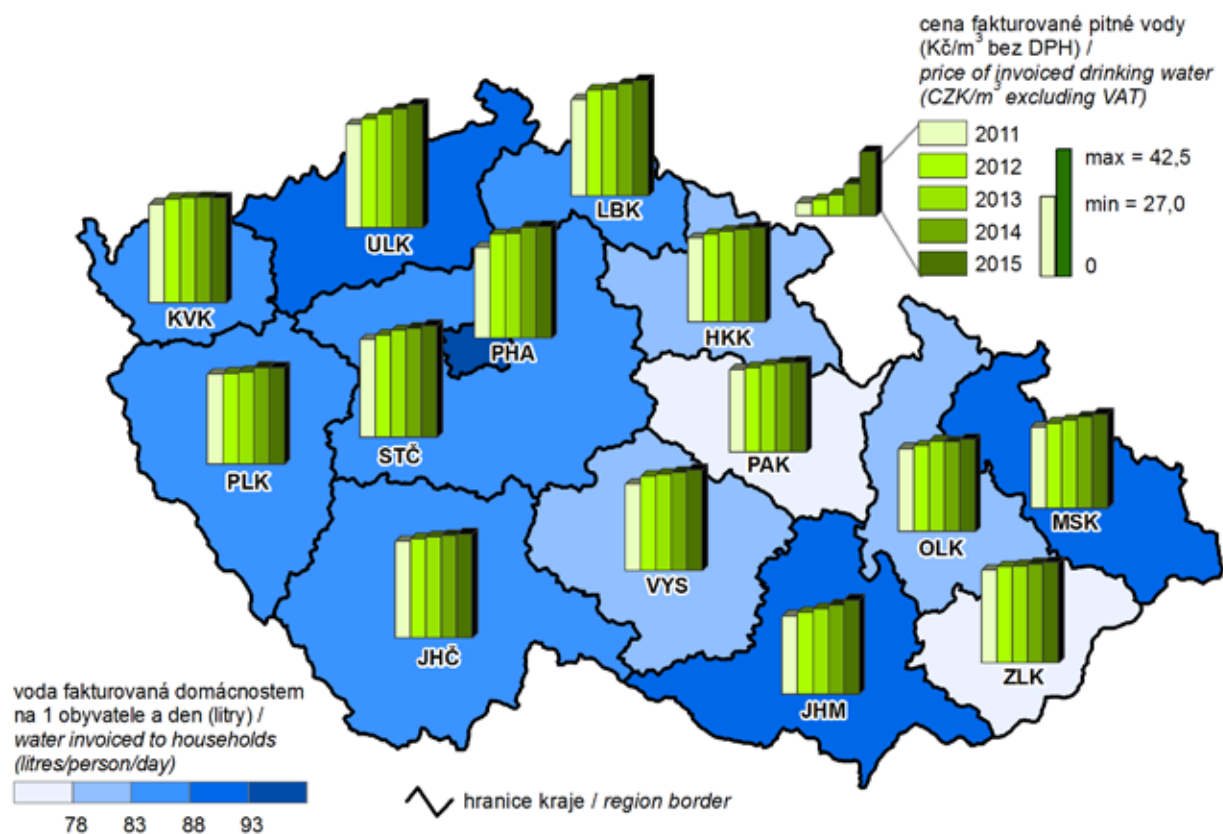 cena fakturované pitné vody
(Kč/m³ bez DPH) /
price of invoiced drinking water
(CZK/m³ excluding VAT)
2011
2012
2013
2014
2015
max = 42,5
min = 27,0
0
LBK
ULK
KVK
PHA
HKK
STČ
PAK
PLK
MSK
OLK
VYS
JHČ
ZLK
JHM
voda fakturovaná domácnostem
na 1 obyvatele a den (litry) /
water invoiced to households
(litres/person/day)
78 83 88 93
hranice kraje / region border